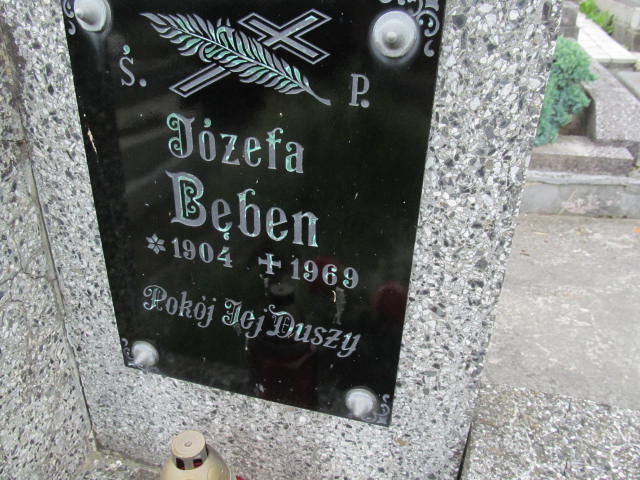 Ś. P.
Józefa
Bęben
* 1904 + 1969
Pokój Jej Duszy